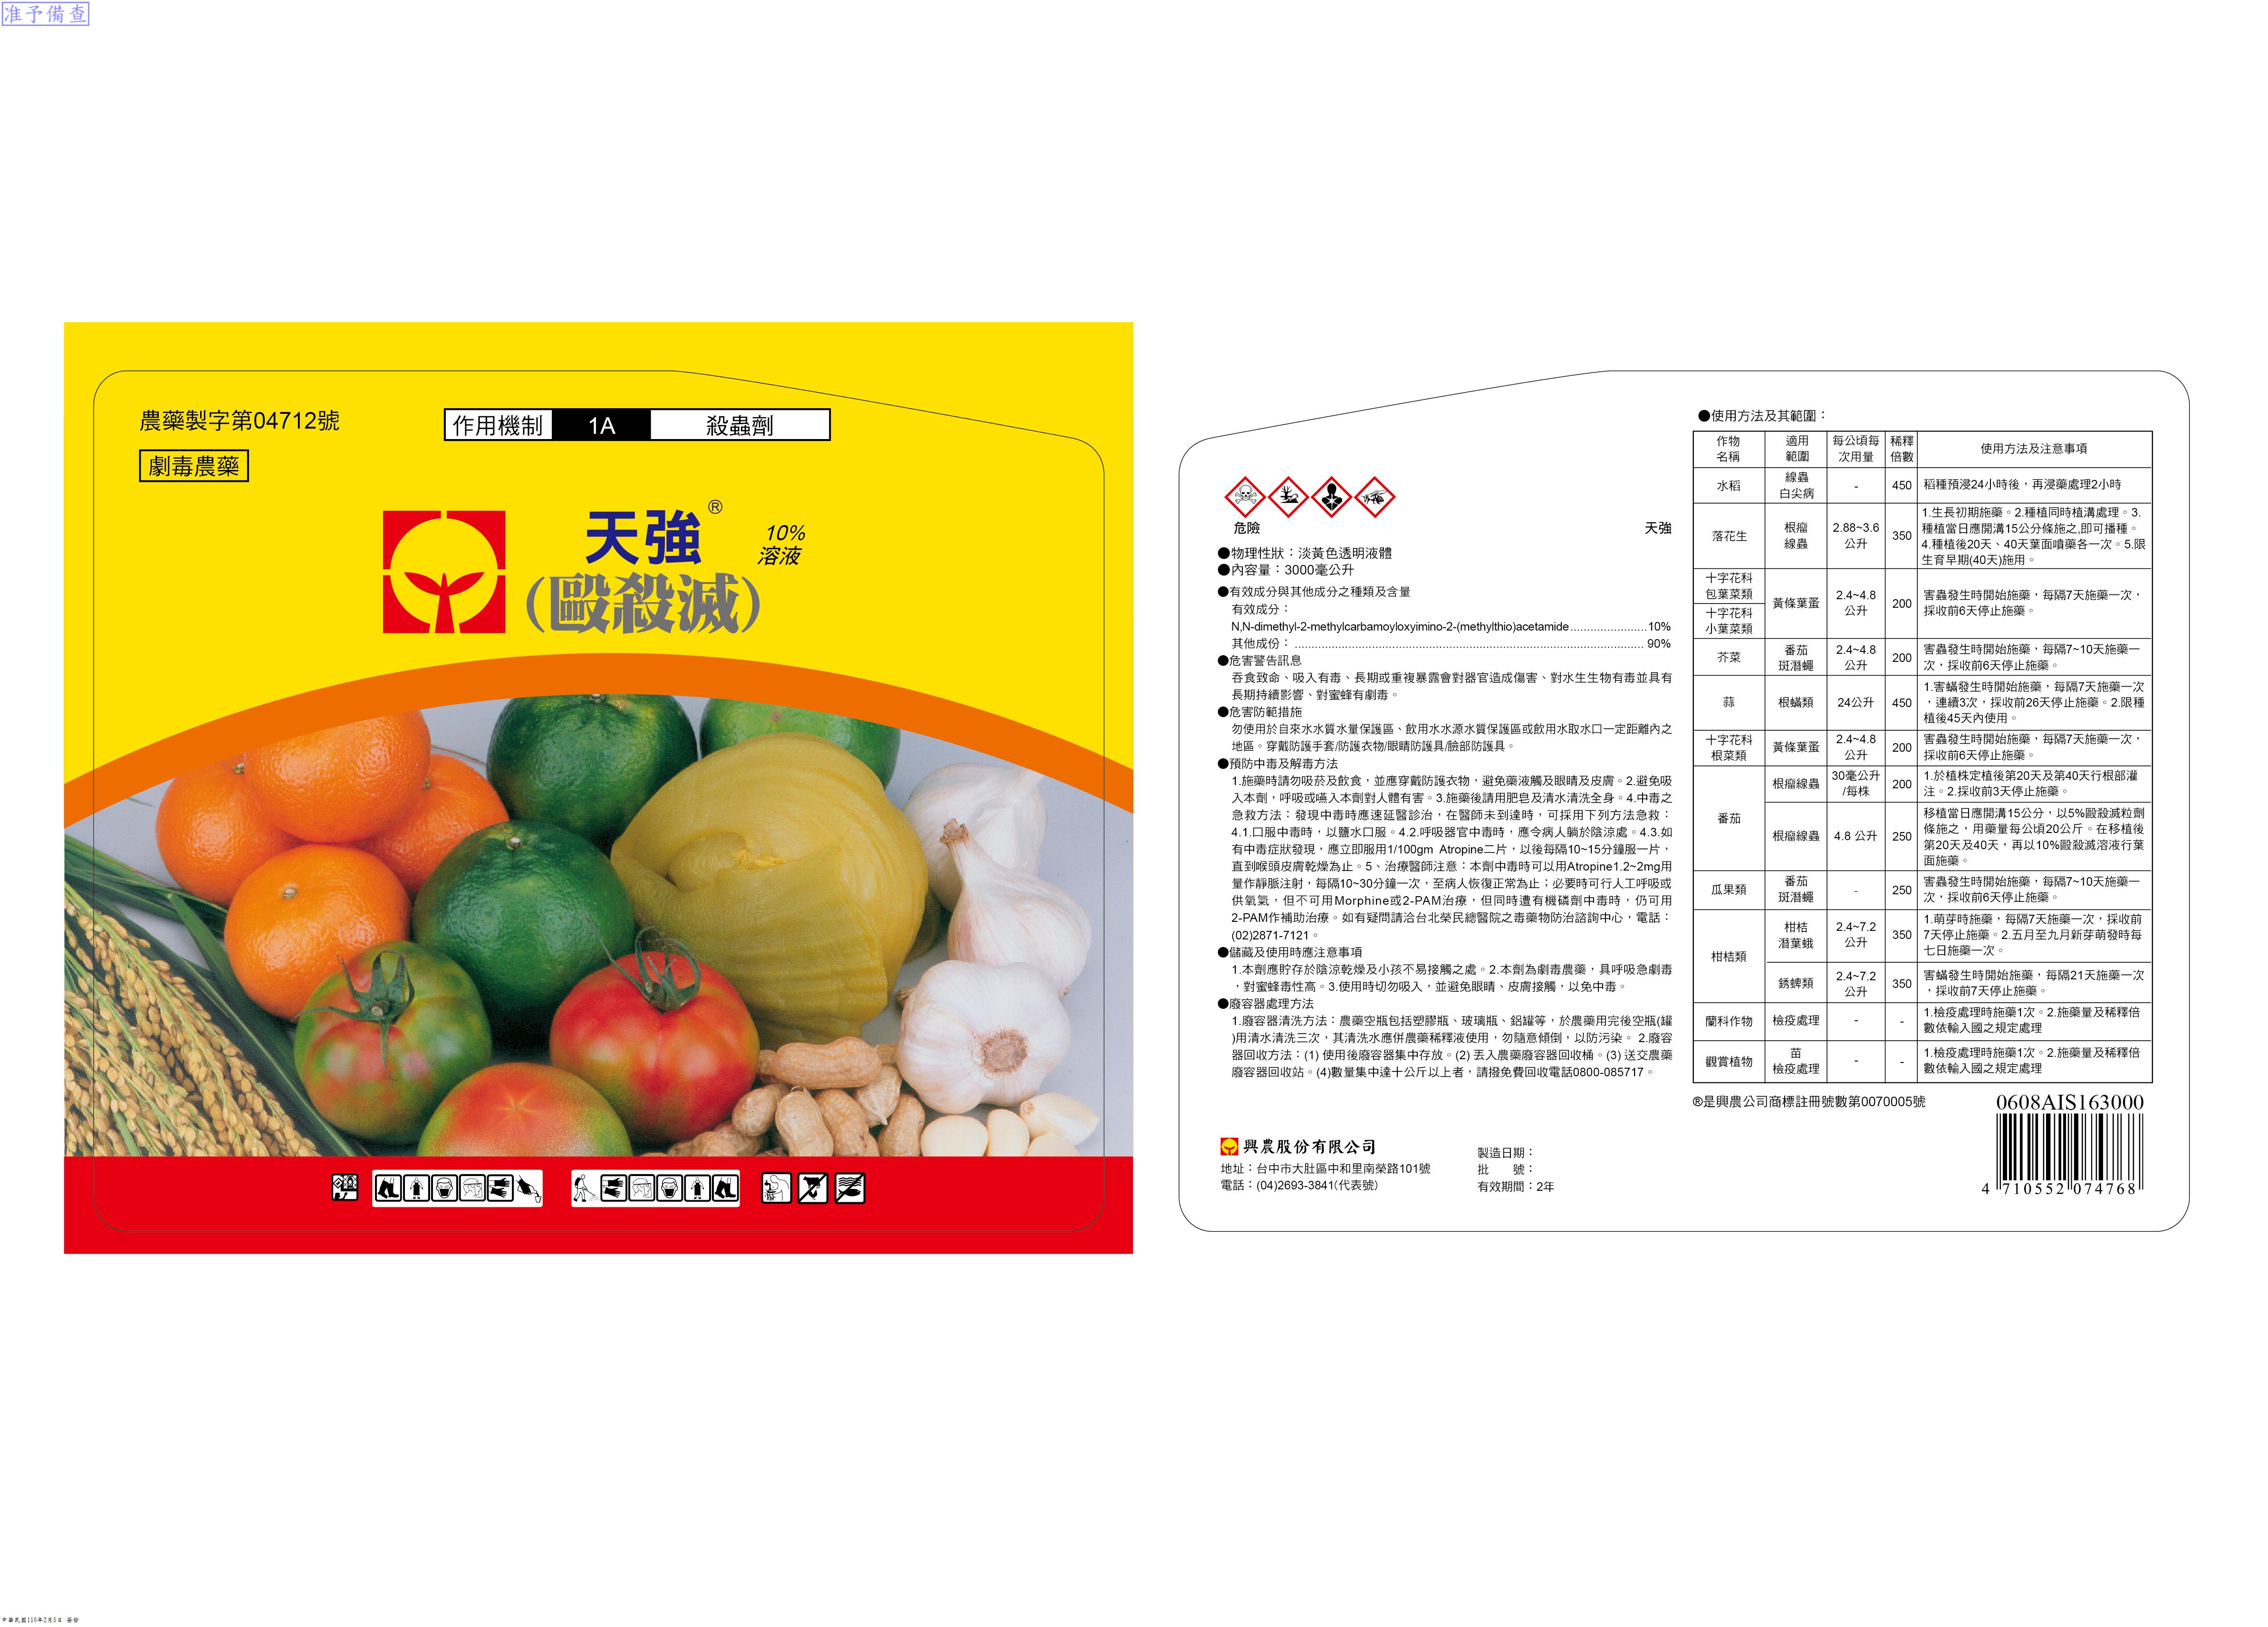 准予備查
農藥製字第04712號
作用機制 1A 殺蟲劑
劇毒農藥
天強®
10%
溶液
(毆殺滅)
危險
天強
●物理性狀：淡黃色透明液體
●內容量：3000毫公升
●有效成分與其他成分之種類及含量
有效成分：
N,N-dimethyl-2-methylcarbamoyloxyimino-2-(methylthio)acetamide......................10%
其他成份：.................................................................................................... 90%
●危害警告訊息
吞食致命、吸入有毒、長期或重複暴露會對器官造成傷害、對水生生物有毒並具有
長期持續影響、對蜜蜂有劇毒。
●危害防範措施
勿使用於自來水水質水量保護區、飲用水水源水質保護區或飲用水取水口一定距離內之
地區。穿戴防護手套/防護衣物/眼睛防護具/臉部防護具。
●預防中毒及解毒方法
1.施藥時請勿吸菸及飲食，並應穿戴防護衣物，避免藥液觸及眼睛及皮膚。2.避免吸
入本劑，呼吸或嚥入本劑對人體有害。3.施藥後請用肥皂及清水清洗全身。4.中毒之
急救方法：發現中毒時應速延醫診治，在醫師未到達時，可採用下列方法急救：
4.1.口服中毒時，以鹽水口服。4.2.呼吸器官中毒時，應令病人躺於陰涼處。4.3.如
有中毒症狀發現，應立即服用1/100gm Atropine二片，以後每隔10~15分鐘服一片，
直到喉頭皮膚乾燥為止。5、治療醫師注意：本劑中毒時可以用Atropine1.2~2mg用
量作靜脈注射，每隔10~30分鐘一次，至病人恢復正常為止；必要時可行人工呼吸或
供氧氣，但不可用Morphine或2-PAM治療，但同時遭有機磷劑中毒時，仍可用
2-PAM作補助治療。如有疑問請洽台北榮民總醫院之毒藥物防治諮詢中心，電話：
(02)2871-7121。
●儲藏及使用時應注意事項
1.本劑應貯存於陰涼乾燥及小孩不易接觸之處。2.本劑為劇毒農藥，具呼吸急劇毒
，對蜜蜂毒性高。3.使用時切勿吸入，並避免眼睛、皮膚接觸，以免中毒。
●廢容器處理方法
1.廢容器清洗方法：農藥空瓶包括塑膠瓶、玻璃瓶、鋁罐等，於農藥用完後空瓶(罐
)用清水清洗三次，其清洗水應併農藥稀釋液使用，勿隨意傾倒，以防污染。 2.廢容
器回收方法：(1) 使用後廢容器集中存放。(2) 丟入農藥廢容器回收桶。(3) 送交農藥
廢容器回收站。(4)數量集中達十公斤以上者，請撥免費回收電話0800-085717。
興農股份有限公司
地址：台中市大肚區中和里南榮路101號
電話：(04)2693-3841(代表號)
製造日期：
批　　號：
有效期間：2年
●使用方法及其範圍：
作物名稱 適用範圍 每公頃每次用量 稀釋倍數 使用方法及注意事項
水稻 線蟲白尖病 - 450 稻種預浸24小時後，再浸藥處理2小時
落花生 根瘤線蟲 2.88~3.6公升 350 1.生長初期施藥。2.種植同時植溝處理。3.
種植當日應開溝15公分條施之,即可播種。
4.種植後20天、40天葉面噴藥各一次。5.限
生育早期(40天)施用。
十字花科包葉菜類
十字花科小葉菜類
黃條葉蚤 2.4~4.8公升 200 害蟲發生時開始施藥，每隔7天施藥一次，
採收前6天停止施藥。
芥菜 番茄斑潛蠅 2.4~4.8公升 200 害蟲發生時開始施藥，每隔7~10天施藥一
次，採收前6天停止施藥。
蒜 根蟎類 24公升 450 1.害蟎發生時開始施藥，每隔7天施藥一次
，連續3次，採收前26天停止施藥。2.限種
植後45天內使用。
十字花科根菜類 黃條葉蚤 2.4~4.8公升 200 害蟲發生時開始施藥，每隔7天施藥一次，
採收前6天停止施藥。
番茄 根瘤線蟲 30毫公升/每株 200 1.於植株定植後第20天及第40天行根部灌
注。2.採收前3天停止施藥。
根瘤線蟲 4.8 公升 250 移植當日應開溝15公分，以5%毆殺滅粒劑
條施之，用藥量每公頃20公斤。在移植後
第20天及40天，再以10%毆殺滅溶液行葉
面施藥。
瓜果類 番茄斑潛蠅 - 250 害蟲發生時開始施藥，每隔7~10天施藥一
次，採收前6天停止施藥。
柑桔類 柑桔潛葉蛾 2.4~7.2公升 350 1.萌芽時施藥，每隔7天施藥一次，採收前
7天停止施藥。2.五月至九月新芽萌發時每
七日施藥一次。
銹蜱類 2.4~7.2公升 350 害蟎發生時開始施藥，每隔21天施藥一次
，採收前7天停止施藥。
蘭科作物 檢疫處理 - - 1.檢疫處理時施藥1次。2.施藥量及稀釋倍
數依輸入國之規定處理
觀賞植物 苗檢疫處理 - - 1.檢疫處理時施藥1次。2.施藥量及稀釋倍
數依輸入國之規定處理
®是興農公司商標註冊號數第0070005號
0608AIS163000
4 710552 074768
中華民國110年2月5日 簽發